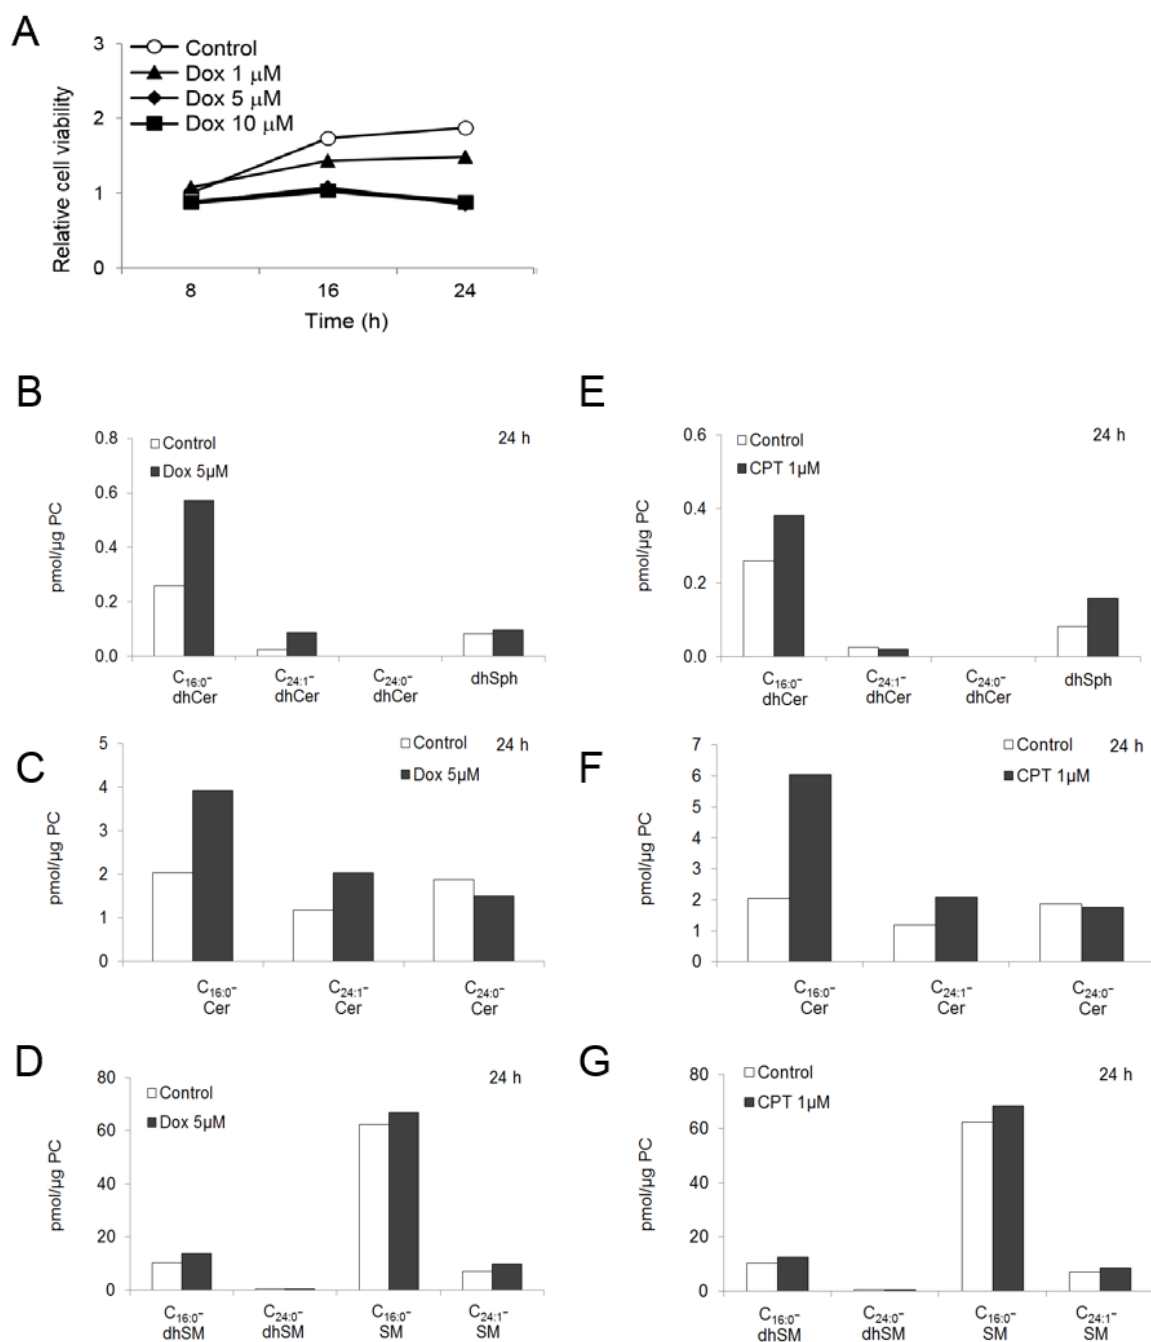 A
3
2
1
0
Relative cell viability
Control
Dox 1 μM
Dox 5 μM
Dox 10 μM
8 16 24
Time (h)
B
0.8
0.6
0.4
0.2
0.0
pmol/μg PC
Control
Dox 5μM
24 h
C16:0- C24:1- C24:0- dhSph
dhCer dhCer dhCer
E
0.6
0.4
0.2
0.0
pmol/μg PC
Control
CPT 1μM
24 h
C16:0- C24:1- C24:0- dhSph
dhCer dhCer dhCer
C
5
4
3
2
1
0
pmol/μg PC
Control
Dox 5μM
24 h
C16:0- C24:1- C24:0-
Cer Cer Cer
F
7
6
5
4
3
2
1
0
pmol/μg PC
Control
CPT 1μM
24 h
C16:0- C24:1- C24:0-
Cer Cer Cer
D
80
60
40
20
0
pmol/μg PC
Control
Dox 5μM
24 h
C16:0- C24:0- C16:0- C24:1-
dhSM dhSM SM SM
G
80
60
40
20
0
pmol/μg PC
Control
CPT 1μM
24 h
C16:0- C24:0- C16:0- C24:1-
dhSM dhSM SM SM